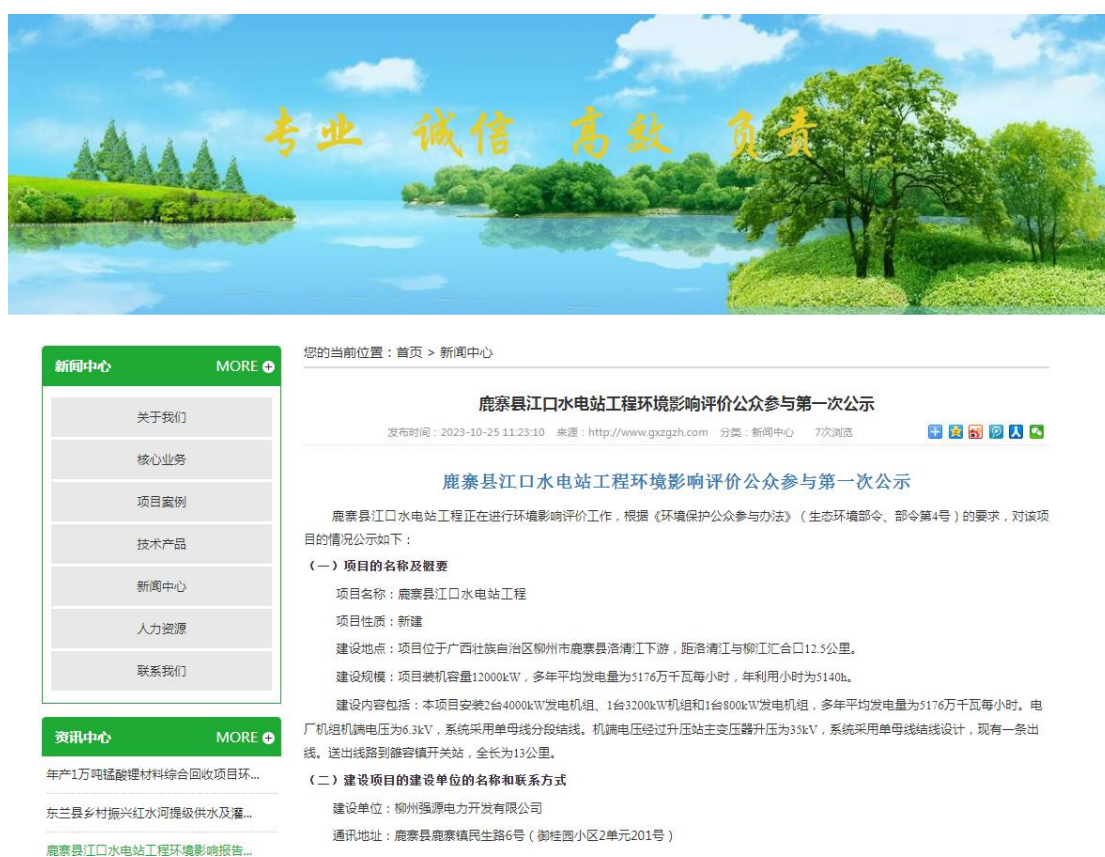 专业 诚信 高效 负责
新闻中心 MORE
关于我们
核心业务
项目案例
技术产品
新闻中心
人力资源
联系我们
资讯中心 MORE
年产1万吨锰酸锂材料综合回收项目环...
东兰县乡村振兴红水河提级供水及灌...
鹿寨县江口水电站工程环境影响报告...
您的当前位置：首页 > 新闻中心
鹿寨县江口水电站工程环境影响评价公众参与第一次公示
发布时间：2023-10-25 11:23:10 来源：http://www.gxzgzh.com 分类：新闻中心 7次浏览
鹿寨县江口水电站工程环境影响评价公众参与第一次公示
鹿寨县江口水电站工程正在进行环境影响评价工作，根据《环境保护公众参与办法》（生态环境部令、部令第4号）的要求，对该项
目的情况公示如下：
（一）项目的名称及概要
项目名称：鹿寨县江口水电站工程
项目性质：新建
建设地点：项目位于广西壮族自治区柳州市鹿寨县洛清江下游，距洛清江与柳江汇合口12.5公里。
建设规模：项目装机容量12000kW，多年平均发电量为5176万千瓦每小时，年利用小时为5140h。
建设内容包括：本项目安装2台4000kW发电机组、1台3200kW机组和1台800kW发电机组，多年平均发电量为5176万千瓦每小时。电
厂机组机端电压为6.3kV，系统采用单母线分段结线。机端电压经过升压站主变压器升压为35kV，系统采用单母线结线设计，现有一条出
线。送出线路到雒容镇开关站，全长为13公里。
（二）建设项目的建设单位的名称和联系方式
建设单位：柳州强源电力开发有限公司
通讯地址：鹿寨县鹿寨镇民生路6号（御桂园小区2单元201号）